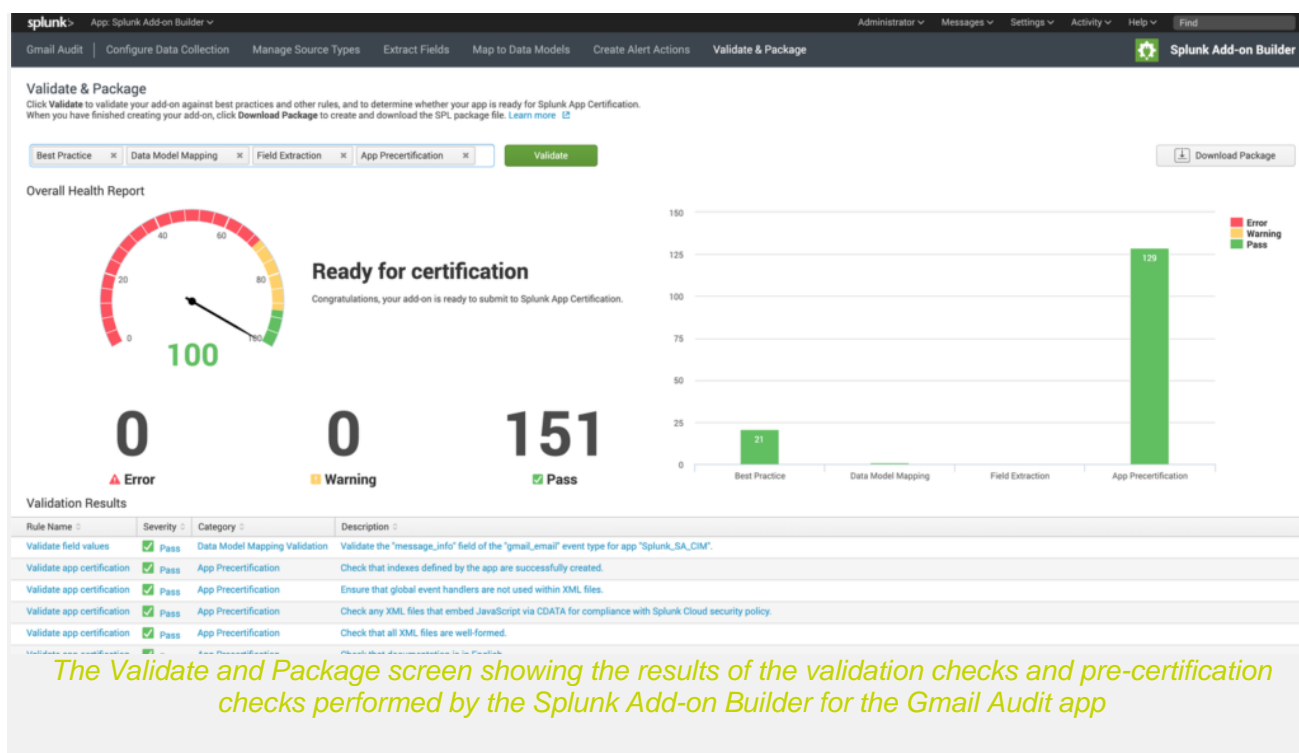 splunk> App: Splunk Add-on Builder Administrator Messages Settings Activity Help Find
Gmail Audit Configure Data Collection Manage Source Types Extract Fields Map to Data Models Create Alert Actions Validate & Package Splunk Add-on Builder
Validate & Package
Click Validate to validate your add-on against best practices and other rules, and to determine whether your app is ready for Splunk App Certification.
When you have finished creating your add-on, click Download Package to create and download the SPL package file. Learn more
Best Practice × Data Model Mapping × Field Extraction × App Precertification × Validate Download Package
Overall Health Report
0 20 40 60 80 100
100
Ready for certification
Congratulations, your add-on is ready to submit to Splunk App Certification.
0 0 151
Error Warning Pass
150
125
100
75
50
25
0
21
129
Best Practice Data Model Mapping Field Extraction App Precertification
Error
Warning
Pass
Validation Results
Rule Name Severity Category Description
Validate field values Pass Data Model Mapping Validation Validate the "message_info" field of the "gmail_email" event type for app "Splunk_SA_CIM".
Validate app certification Pass App Precertification Check that indexes defined by the app are successfully created.
Validate app certification Pass App Precertification Ensure that global event handlers are not used within XML files.
Validate app certification Pass App Precertification Check any XML files that embed JavaScript via CDATA for compliance with Splunk Cloud security policy.
Validate app certification Pass App Precertification Check that all XML files are well-formed.
The Validate and Package screen showing the results of the validation checks and pre-certification
checks performed by the Splunk Add-on Builder for the Gmail Audit app